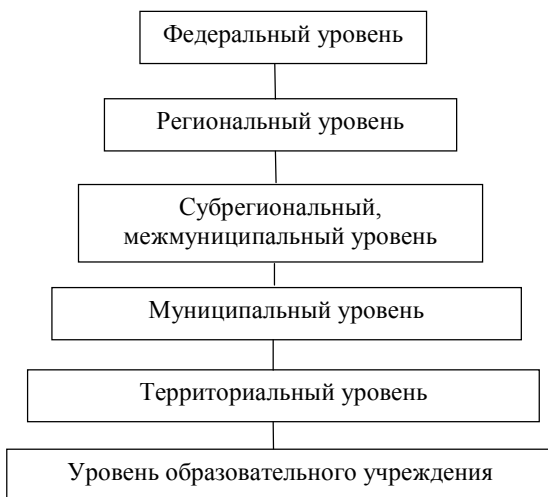 Федеральный уровень
Региональный уровень
Субрегиональный,
межмуниципальный уровень
Муниципальный уровень
Территориальный уровень
Уровень образовательного учреждения